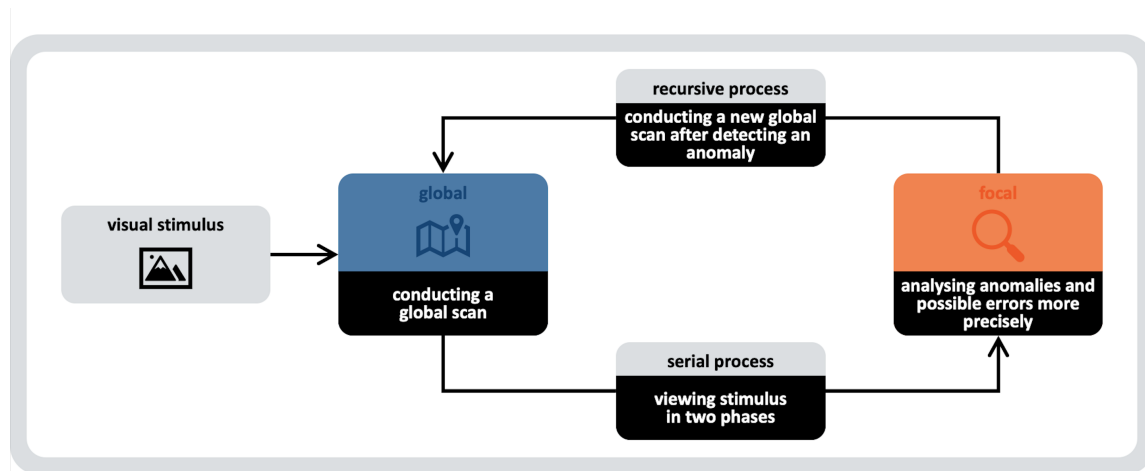 recursive process
conducting a new global
scan after detecting an
anomaly
global
focal
visual stimulus
conducting a
global scan
analysing anomalies and
possible errors more
precisely
serial process
viewing stimulus
in two phases